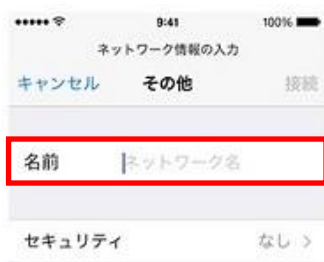 9:41
100%
ネットワーク情報の入力
キャンセル その他 接続
名前 ネットワーク名
セキュリティ なし >